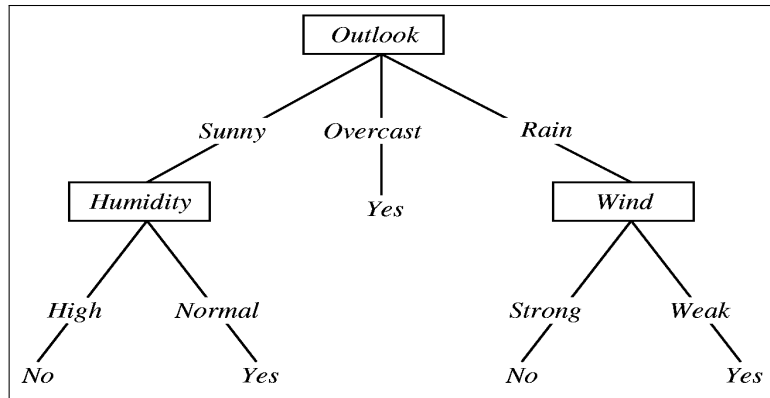 Outlook
Sunny Overcast Rain
Humidity Yes Wind
High Normal Strong Weak
No Yes No Yes